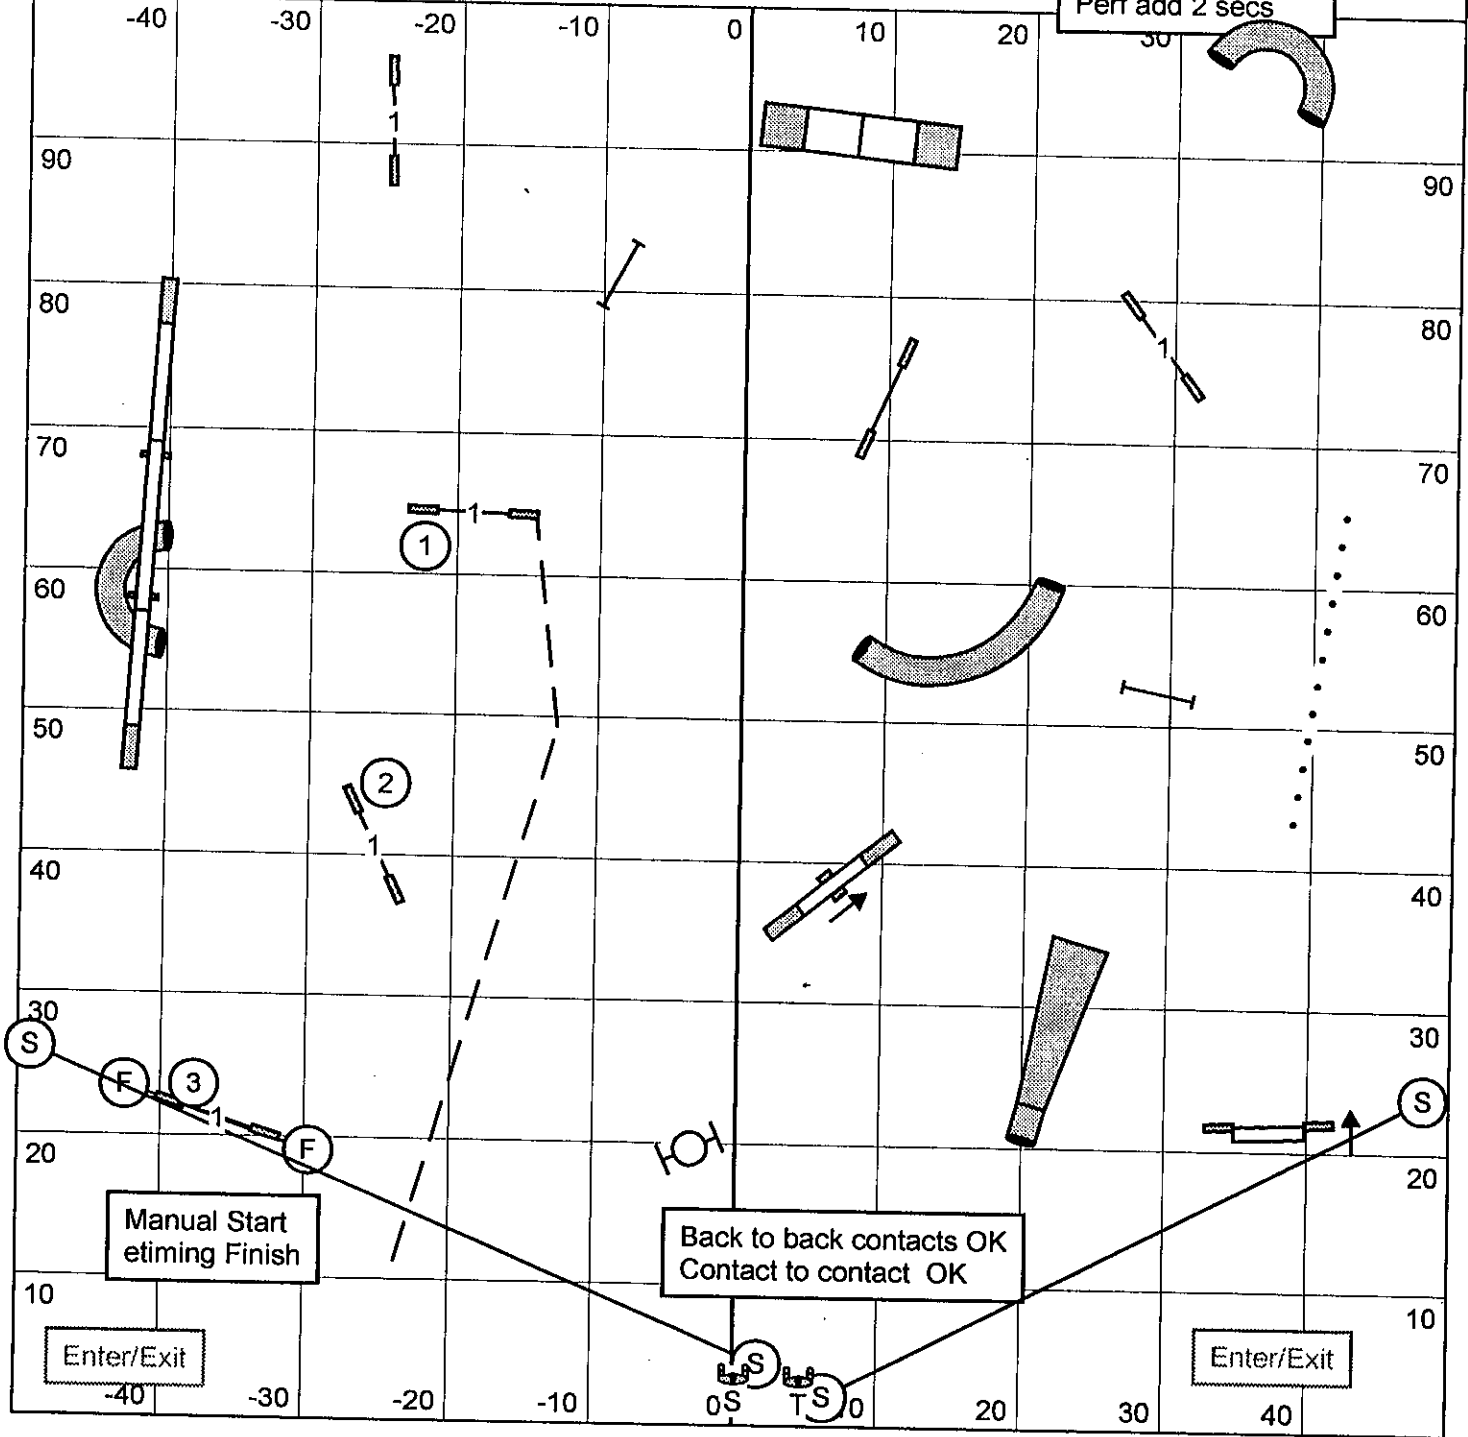 Perf add 2 secs
-40 -30 -20 -10 0 10 20 30
1
90 90
80 80
1
70 70
1
1
60 60
50 50
2
1
40 40
30 30
S
F 3 S
1
F
20 20
Manual Start
etiming Finish
Back to back contacts OK
Contact to contact OK
10 10
Enter/Exit S Enter/Exit
-40 -30 -20 -10 0S T S 0 20 30 40